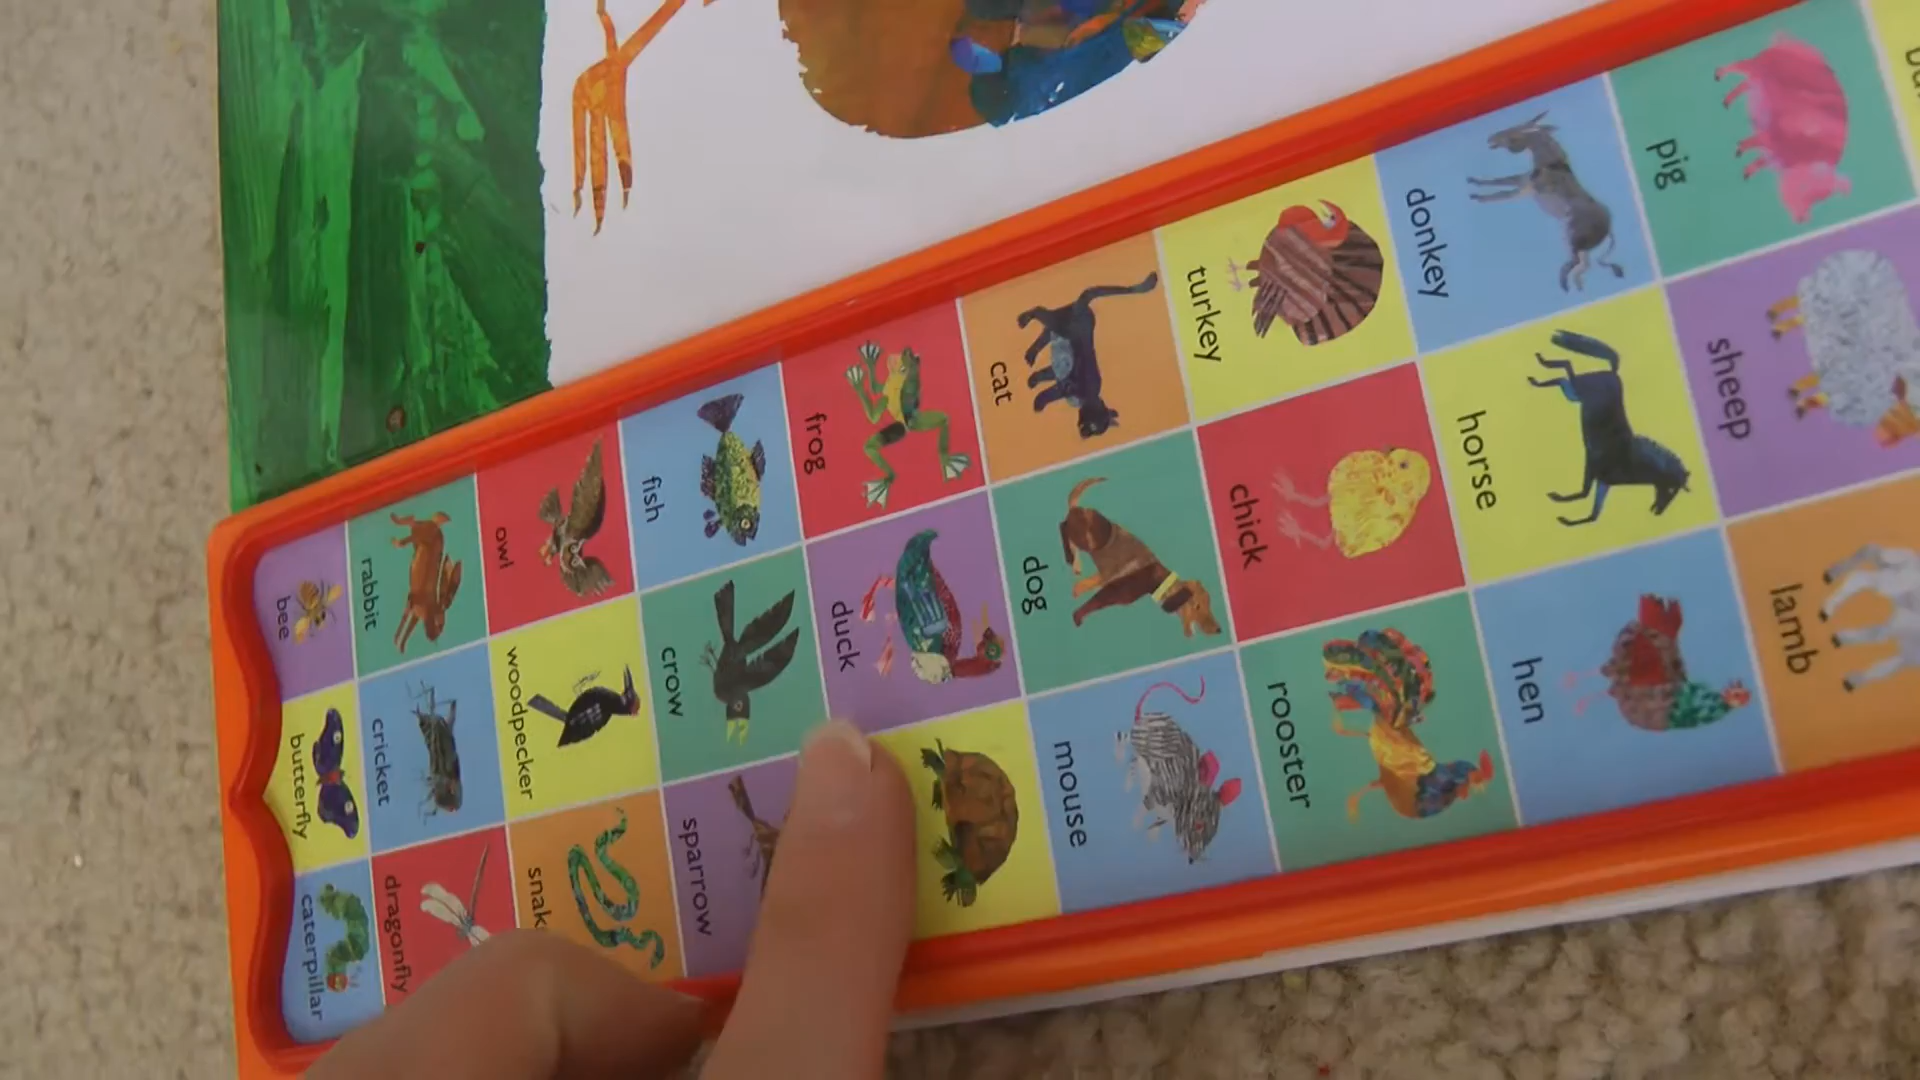 pig
donkey
turkey
cat
frog
fish
owl
rabbit
bee
sheep
horse
chick
dog
duck
crow
woodpecker
cricket
butterfly
lamb
hen
rooster
mouse
sparrow
snak
dragonfly
caterpillar